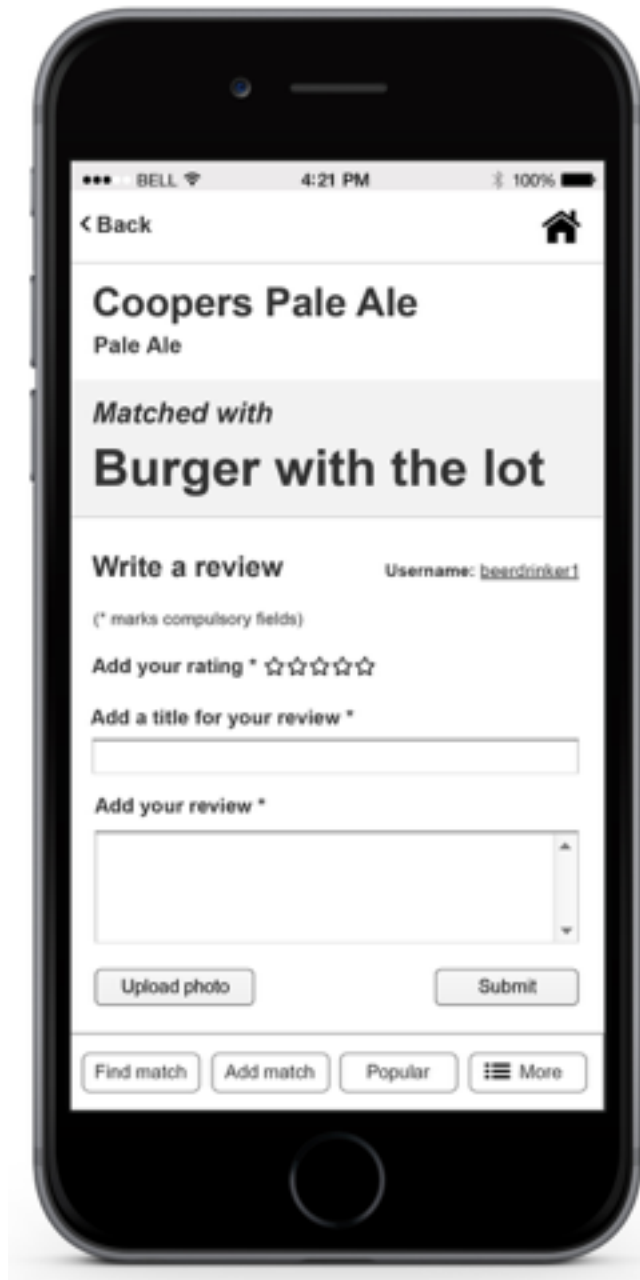 BELL 4:21 PM 100%
< Back
Coopers Pale Ale
Pale Ale
Matched with
Burger with the lot
Write a review Username: beerdrinker1
(* marks compulsory fields)
Add your rating * ☆☆☆☆☆
Add a title for your review *
Add your review *
Upload photo Submit
Find match Add match Popular More